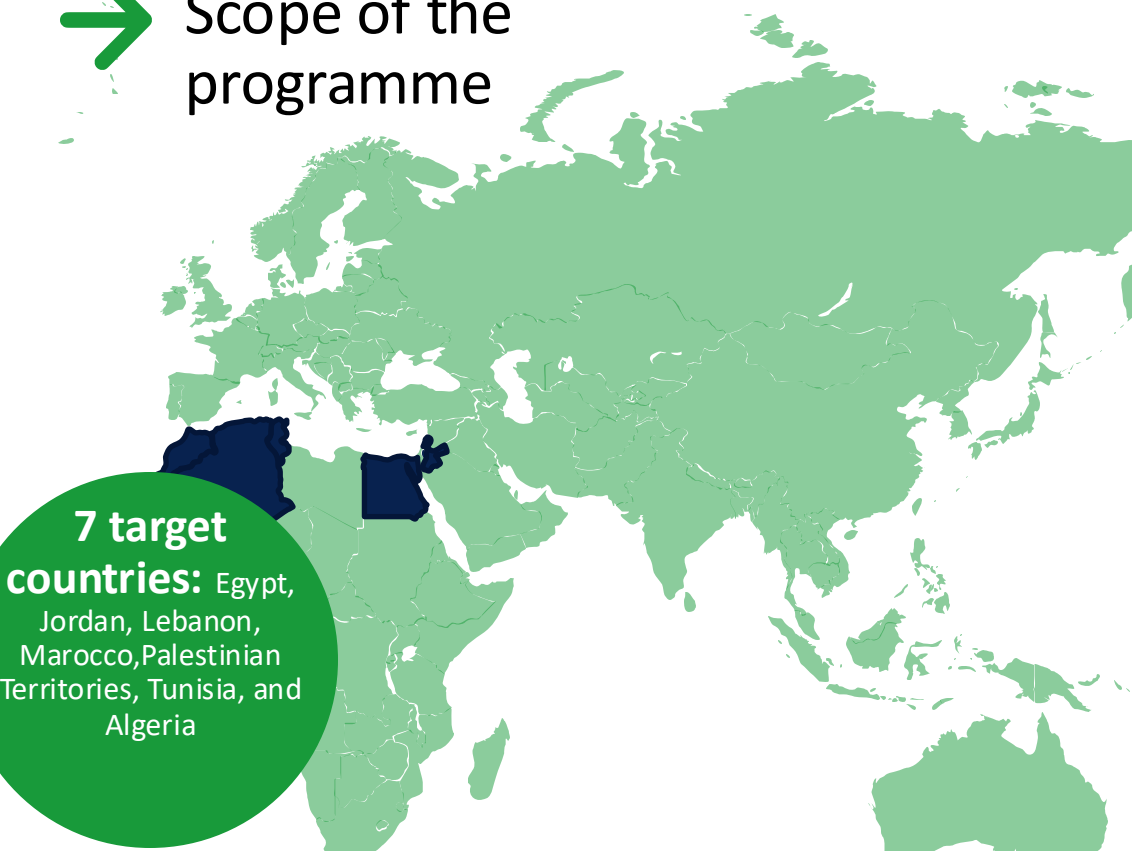 Scope of the
programme
7 target
countries: Egypt,
Jordan, Lebanon,
Marocco,Palestinian
Territories, Tunisia, and
Algeria